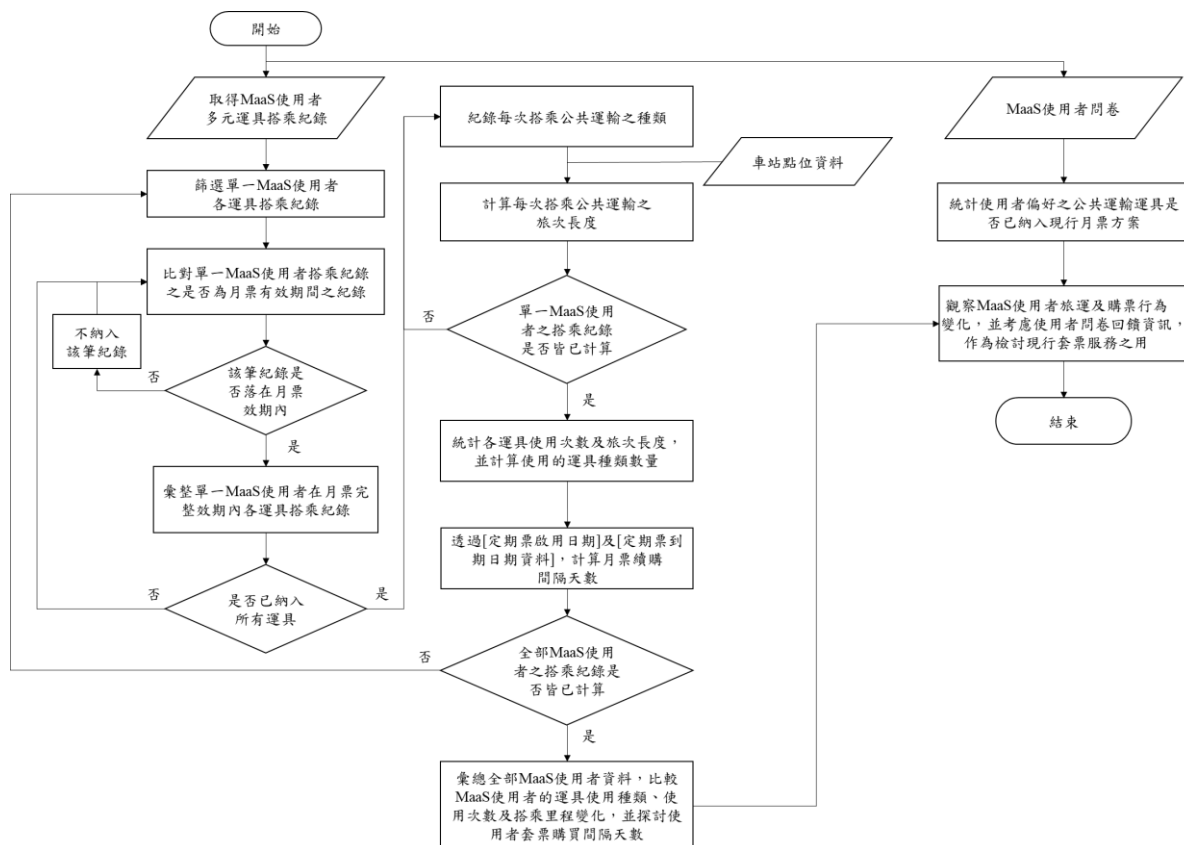 開始
取得MaaS使用者
多元運具搭乘紀錄
篩選單一MaaS使用者
各運具搭乘紀錄
比對單一MaaS使用者搭乘紀錄
之是否為月票有效期間之紀錄
不納入
該筆紀錄
否
該筆紀錄是
否落在月票
效期內
是
彙整單一MaaS使用者在月票完
整效期內各運具搭乘紀錄
否
是否已納入
所有運具
是
紀錄每次搭乘公共運輸之種類
車站點位資料
計算每次搭乘公共運輸之
旅次長度
否
單一MaaS使用
者之搭乘紀錄
是否皆已計算
是
統計各運具使用次數及旅次長度，
並計算使用的運具種類數量
透過[定期票啟用日期]及[定期票到
期日期資料]，計算月票續購
間隔天數
否
全部MaaS使用
者之搭乘紀錄是
否皆已計算
是
彙總全部MaaS使用者資料，比較
MaaS使用者的運具使用種類、使
用次數及搭乘里程變化，並探討使
用者套票購買間隔天數
MaaS使用者問卷
統計使用者偏好之公共運輸運具是
否已納入現行月票方案
觀察MaaS使用者旅運及購票行為
變化，並考慮使用者問卷回饋資訊，
作為檢討現行套票服務之用
結束